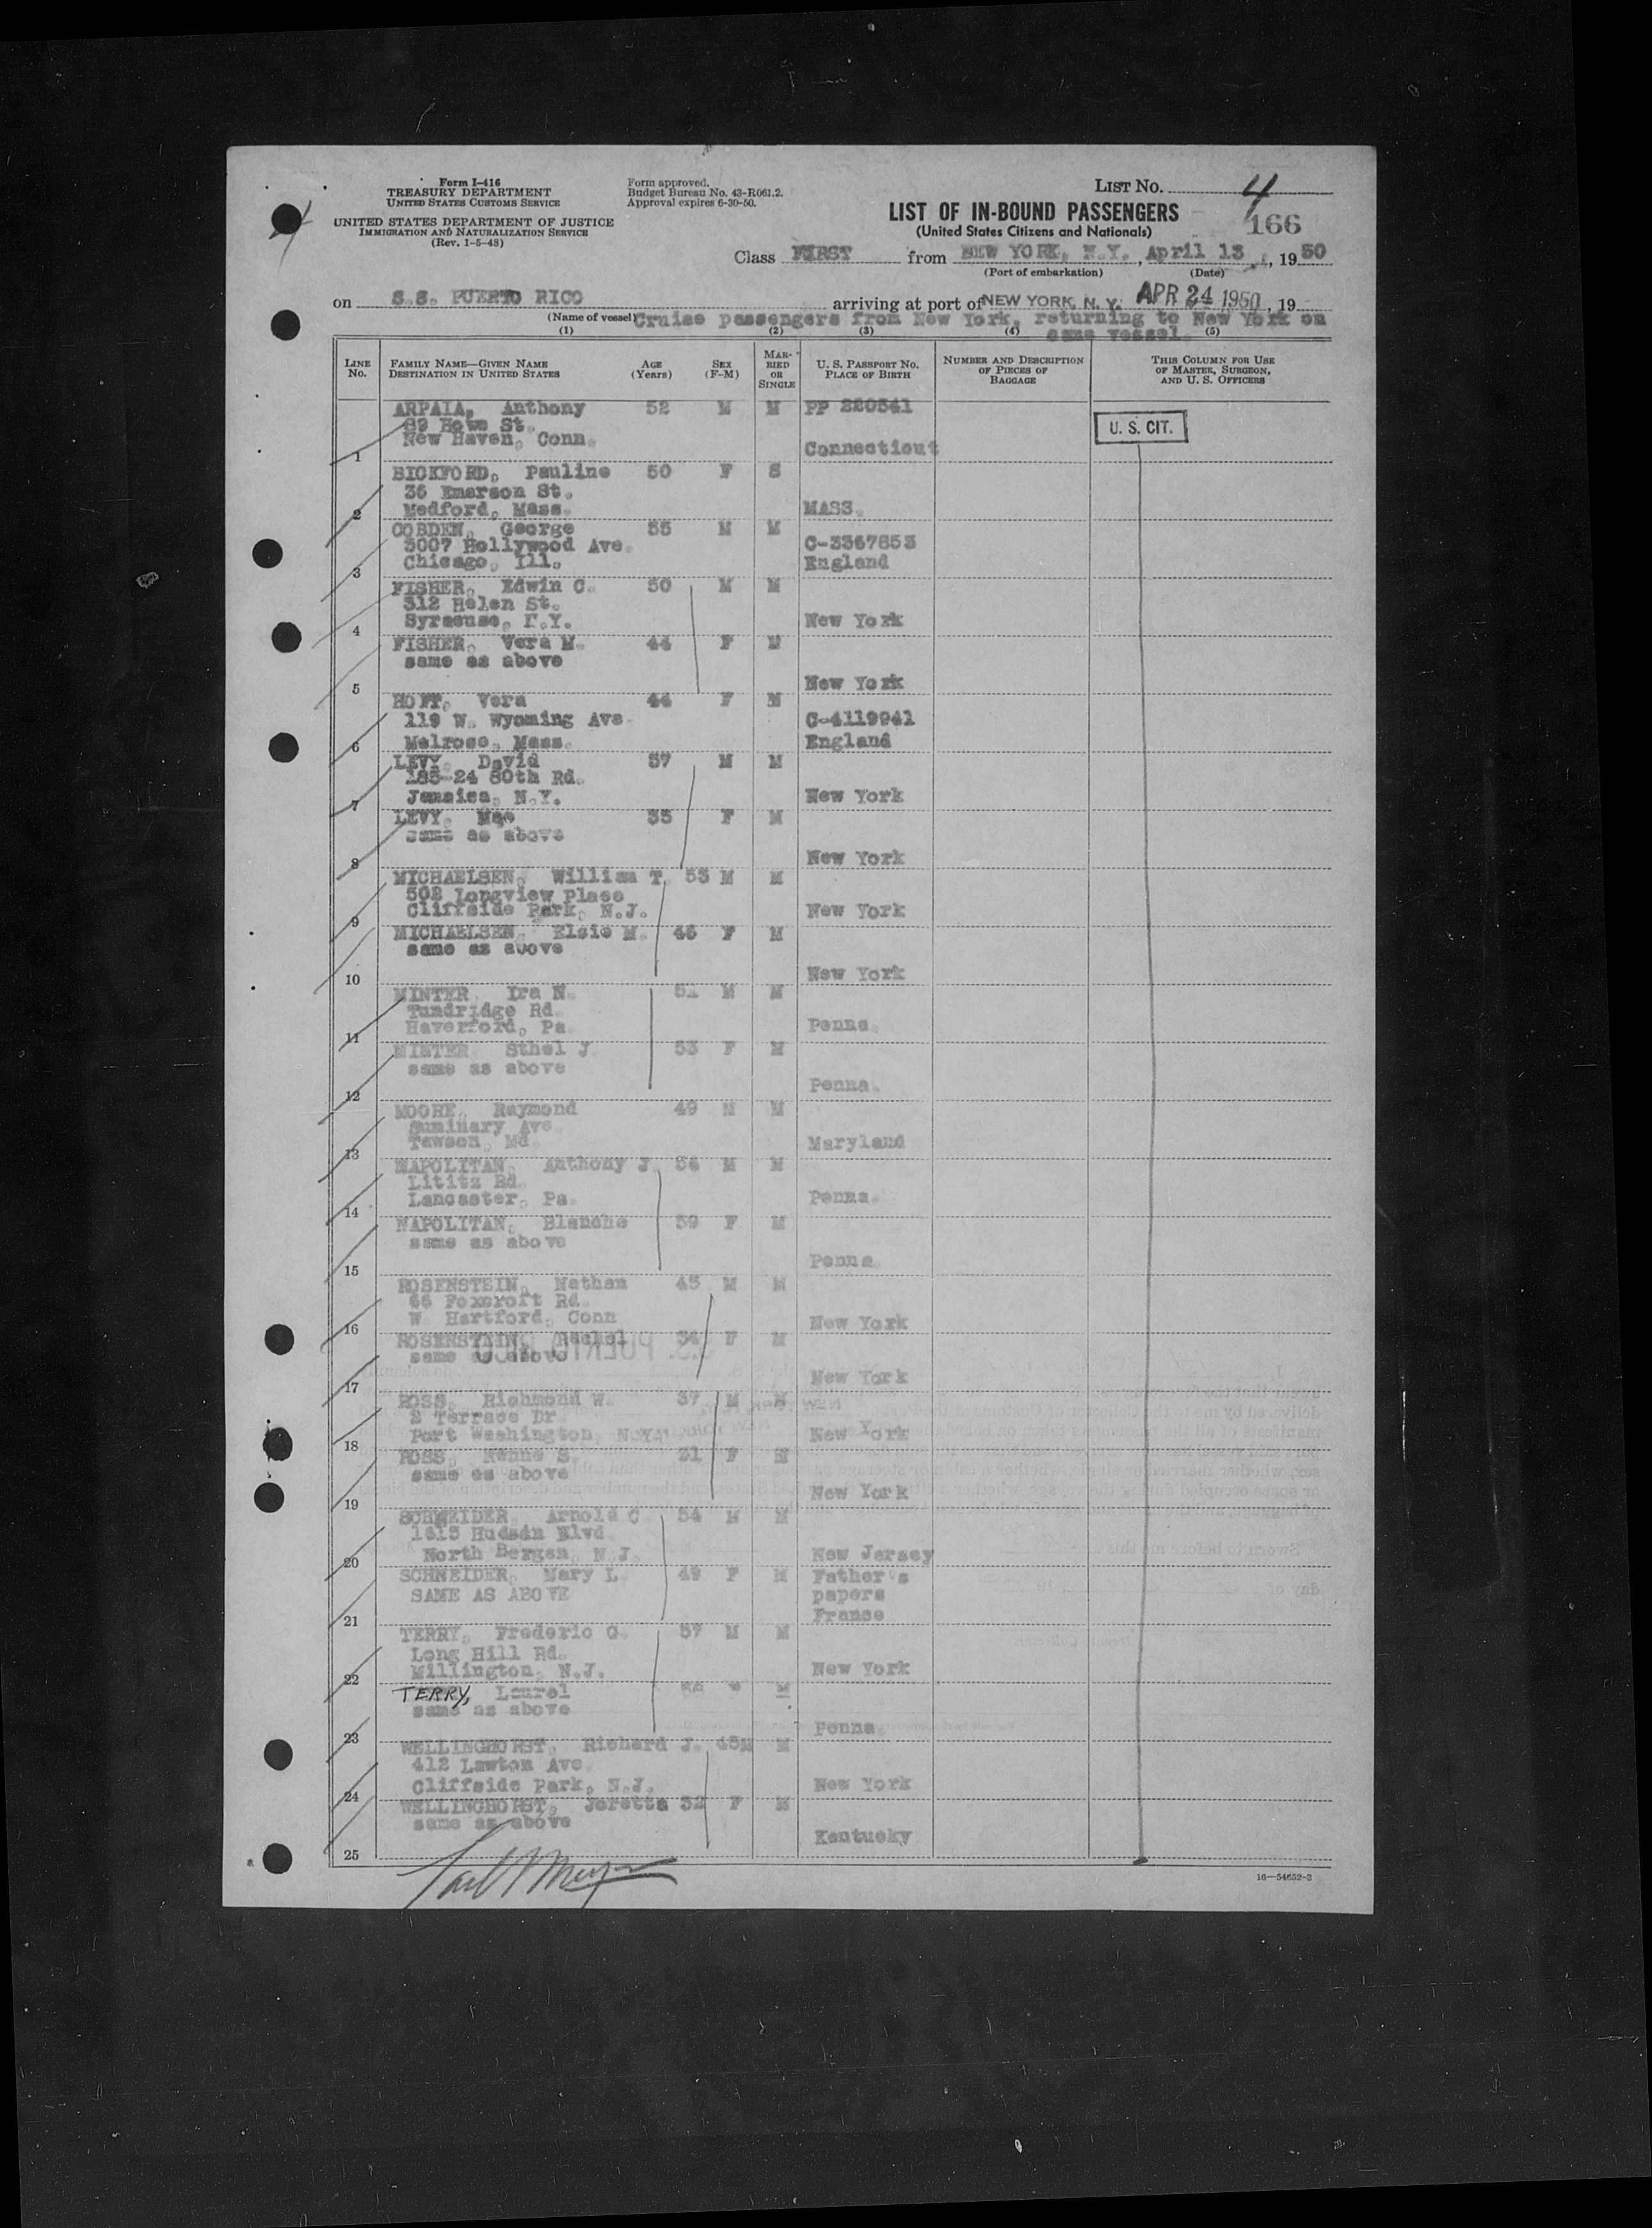 Form I-416
TREASURY DEPARTMENT
UNITED STATES CUSTOMS SERVICE
UNITED STATES DEPARTMENT OF JUSTICE
IMMIGRATION AND NATURALIZATION SERVICE
(Rev. 1-5-48)
Form approved.
Budget Bureau No. 43-R061.2.
Approval expires 6-30-50.
LIST No. 4
166
LIST OF IN-BOUND PASSENGERS
(United States Citizens and Nationals)
Class FIRST from NEW YORK, N.Y., April 13, 1950
(Port of embarkation) (Date)
on S.S. PUERTO RICO arriving at port of NEW YORK, N. Y. APR 24 1950, 19
(Name of vessel) Cruise passengers from New York, returning to New York on
same vessel
(1) (2) (3) (4) (5)
LINE No. FAMILY NAME—GIVEN NAME DESTINATION IN UNITED STATES AGE (Years) SEX (F-M) MARRIED OR SINGLE U. S. PASSPORT No. PLACE OF BIRTH NUMBER AND DESCRIPTION OF PIECES OF BAGGAGE THIS COLUMN FOR USE OF MASTER, SURGEON, AND U. S. OFFICERS
ARPAIA, Anthony 52 M M PP 220541
89 Howe St.
New Haven, Conn.
1 Connecticut
U. S. CIT.
BICKFORD, Pauline 50 F S
36 Emerson St.
2 Medford, Mass. MASS.
COBDEN, George 55 M M
3007 Hollywood Ave. C-3367853
3 Chicago, Ill. England
FISHER, Edwin C. 50 M M
312 Helen St.
4 Syracuse, N.Y. New York
FISHER, Vera M. 44 F M
same as above
5 New York
HOFT, Vera 44 F M
119 W. Wyoming Ave. C-4119941
6 Melrose, Mass. England
LEVY, David 37 M M
185-24 80th Rd.
7 Jamaica, N.Y. New York
LEVY, Mae 35 F M
same as above
8 New York
MICHAELSEN, William T. 53 M M
502 Longview Place
9 Cliffside Park, N.J. New York
MICHAELSEN, Elsie M. 46 F M
same as above
10 New York
MINTER, Ira N. 51 M M
Tundridge Rd.
11 Haverford, Pa. Penna.
MINTER Ethel J 53 F M
same as above
12 Penna.
MOORE, Raymond 49 M M
Suminary Ave.
13 Towson, Md. Maryland
NAPOLITAN, Anthony J. M M
Lititz Rd.
14 Lancaster, Pa. Penna.
NAPOLITAN, Blanche 39 F M
same as above
15 Penna.
ROSENSTEIN, Nathan 45 M M
66 Foxcroft Rd.
16 W Hartford, Conn New York
ROSENSTEIN, Rachel F M
same as above
17 New York
ROSS, Richmond W. 37 M M
2 Terrace Dr.
18 Port Washington, N.Y. New York
ROSS, S. 31 F M
same as above
19 New York
SCHNEIDER, Arnold C 54 M M
1615 Hudson Blvd
20 North Bergen, N.J. New Jersey
SCHNEIDER, Mary L. 49 F M Father's
SAME AS ABOVE papers
21 France
TERRY, Frederic G. 57 M M
Long Hill Rd.
22 Millington, N.J. New York
TERRY, Laurel M
same as above
23 Penna.
WELLINGHORST, Richard J. 45 M M
412 Lawton Ave
24 Cliffside Park, N.J. New York
WELLINGHORST, Joretta 32 F M
same as above
25 Kentucky
16—54652-3